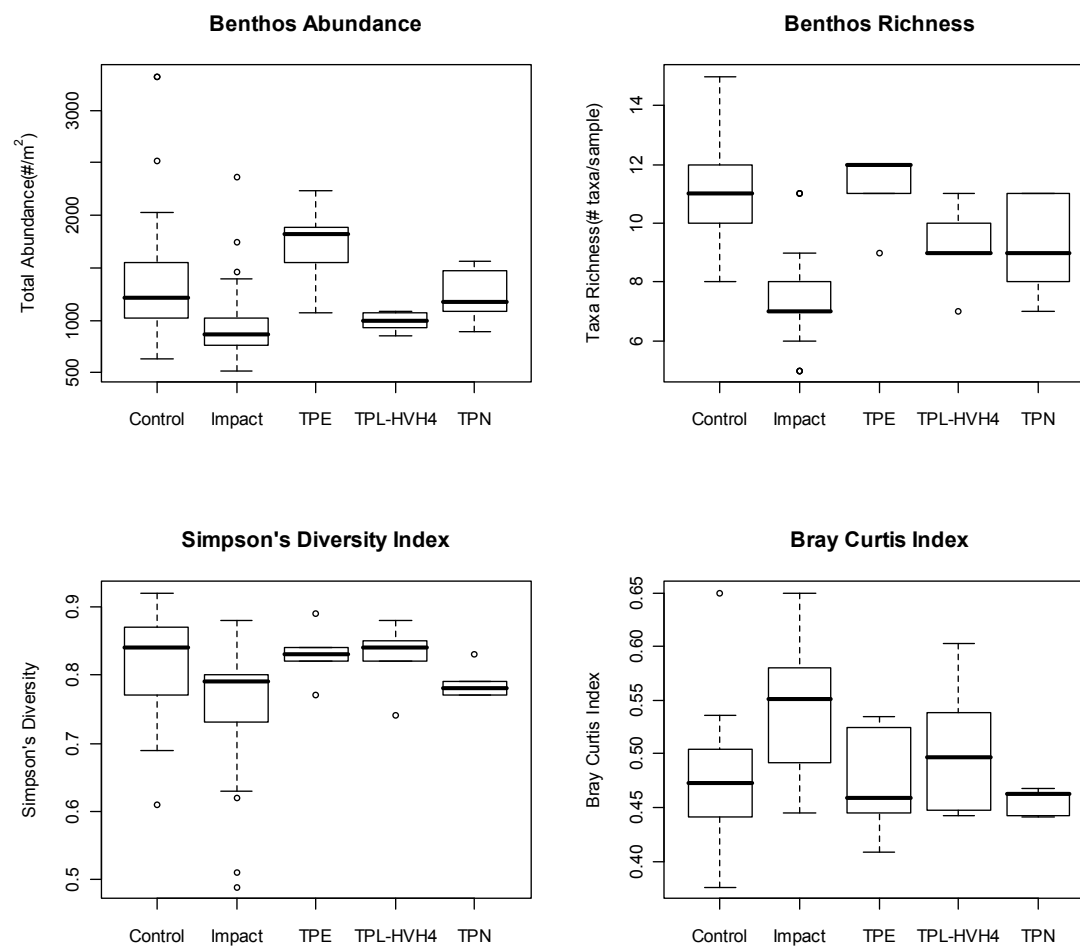 Benthos Abundance
Total Abundance(#/m²)
3000
2000
1000
500
Control Impact TPE TPL-HVH4 TPN
Benthos Richness
Taxa Richness(# taxa/sample)
14
12
10
8
6
Control Impact TPE TPL-HVH4 TPN
Simpson's Diversity Index
Simpson's Diversity
0.9
0.8
0.7
0.6
0.5
Control Impact TPE TPL-HVH4 TPN
Bray Curtis Index
Bray Curtis Index
0.65
0.60
0.55
0.50
0.45
0.40
Control Impact TPE TPL-HVH4 TPN